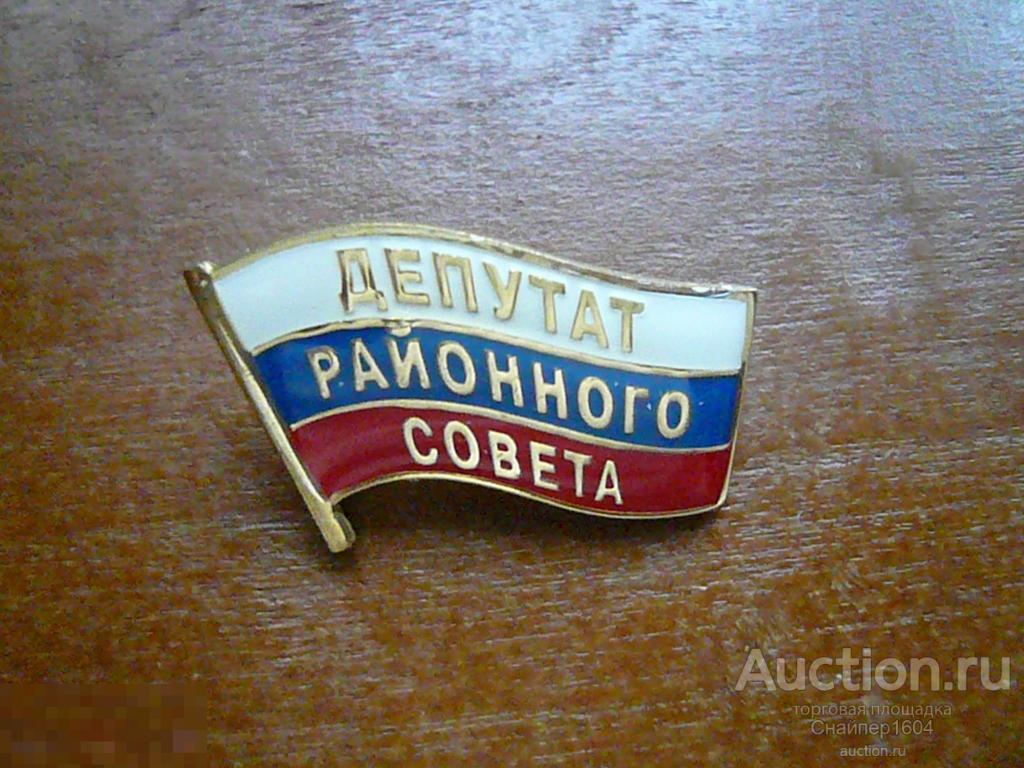 ДЕПУТАТ
РАЙОННОГО
СОВЕТА
Auction.ru
торговая площадка
Снайпер1604
auction.ru